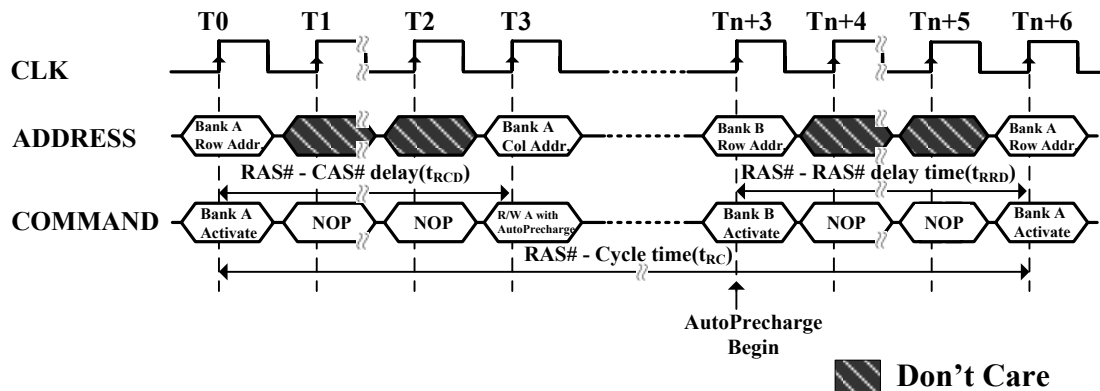 T0 T1 T2 T3 Tn+3 Tn+4 Tn+5 Tn+6
CLK
ADDRESS
Bank A
Row Addr.
Bank A
Col Addr.
Bank B
Row Addr.
Bank A
Row Addr.
RAS# - CAS# delay(tRCD)
RAS# - RAS# delay time(tRRD)
COMMAND
Bank A
Activate
NOP
NOP
R/W A with
AutoPrecharge
Bank B
Activate
NOP
NOP
Bank A
Activate
RAS# - Cycle time(tRC)
AutoPrecharge
Begin
Don't Care